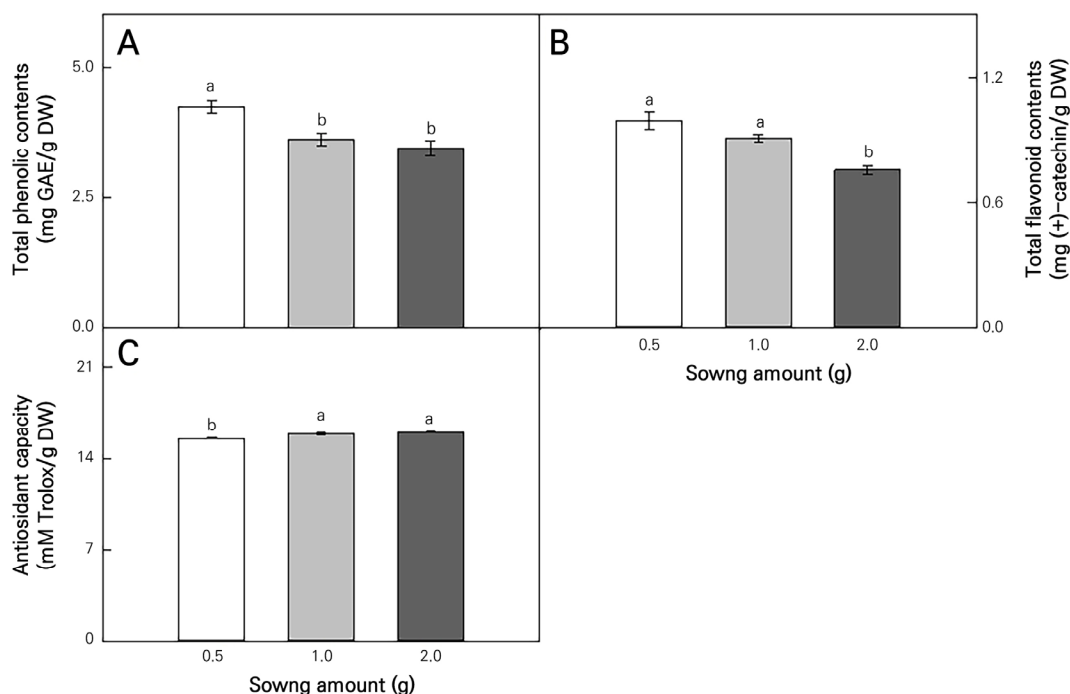 A
Total phenolic contents
(mg GAE/g DW)
5.0
2.5
0.0
a
b
b
B
a
a
b
1.2
0.6
0.0
Total flavonoid contents
(mg (+)-catechin/g DW)
0.5
1.0
2.0
Sowng amount (g)
C
Antiosidant capacity
(mM Trolox/g DW)
21
14
7
0
b
a
a
0.5
1.0
2.0
Sowng amount (g)